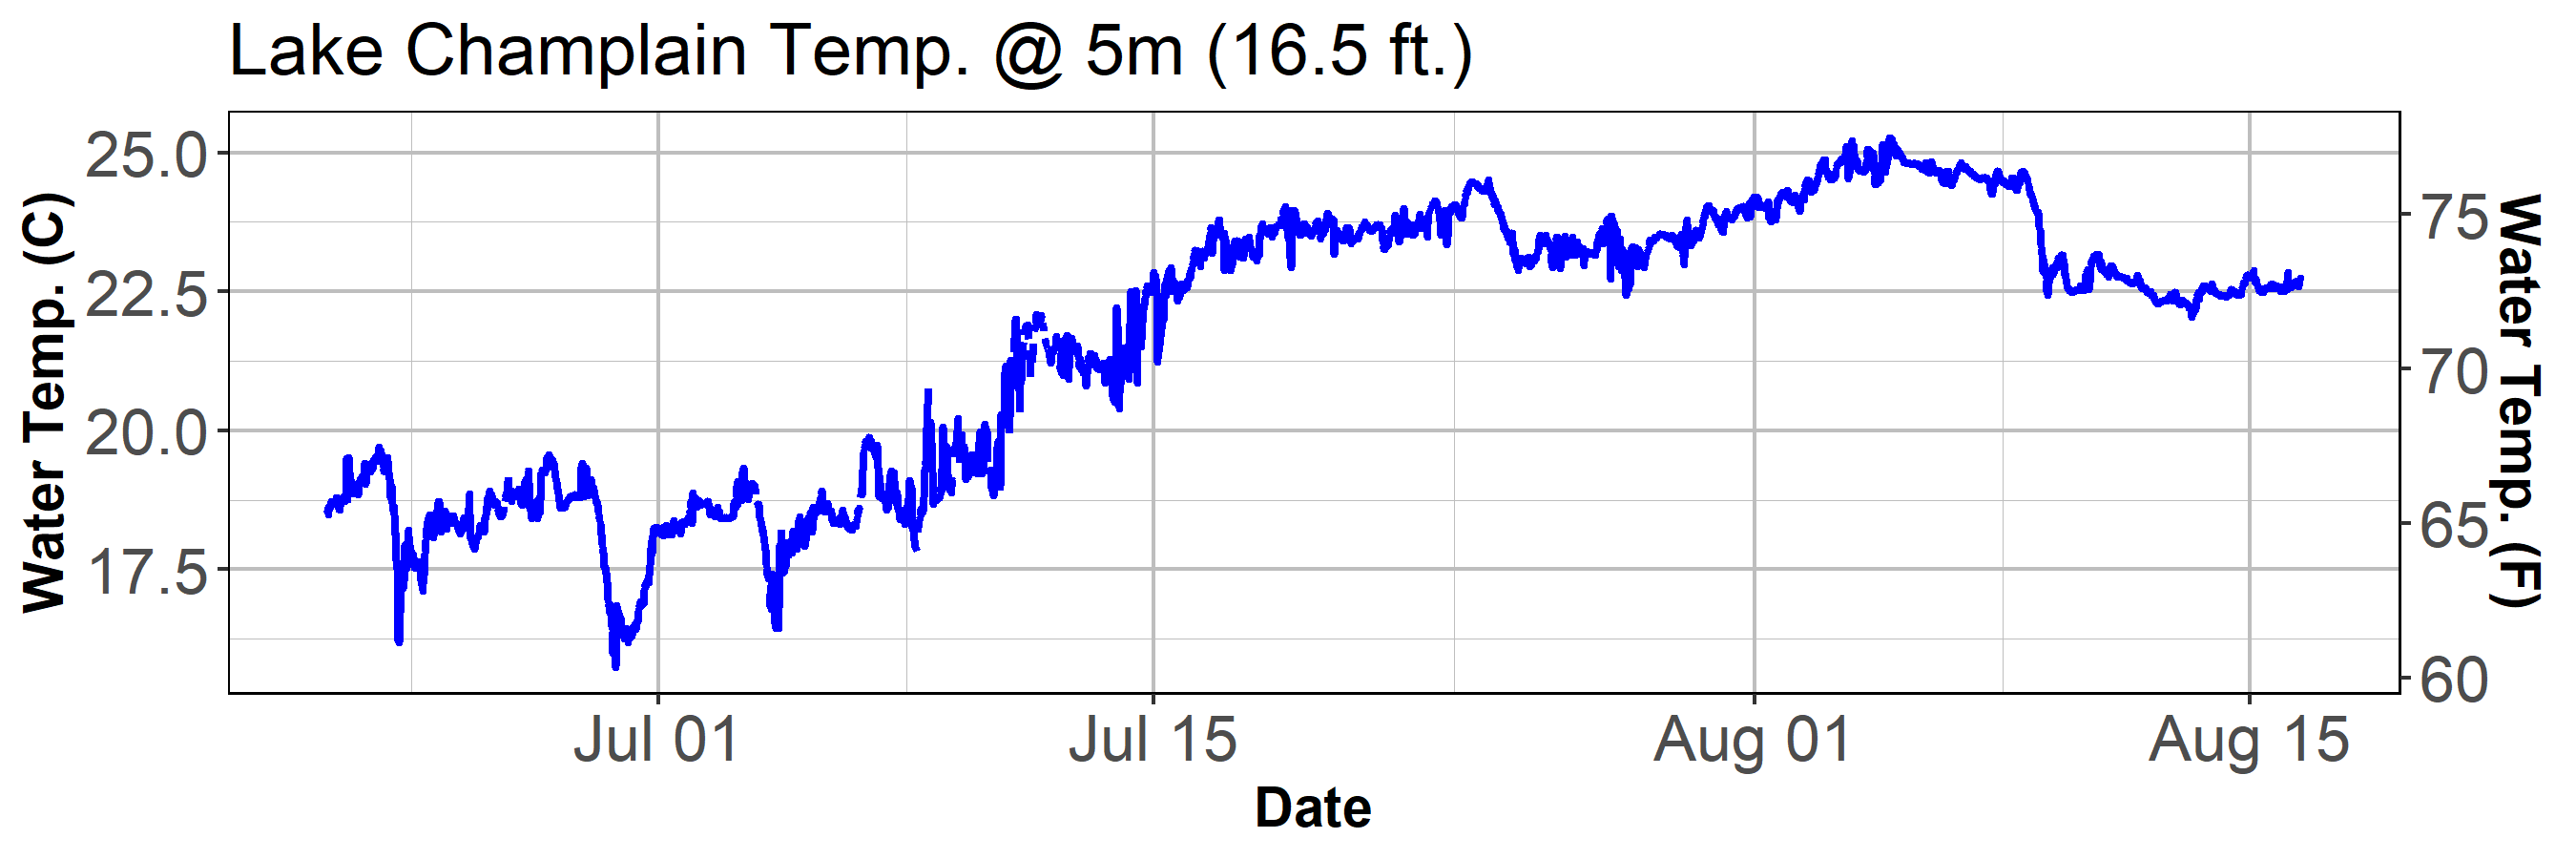 Lake Champlain Temp. @ 5m (16.5 ft.)
Water Temp. (C)
25.0
22.5
20.0
17.5
75
70
65
60
Water Temp. (F)
Jul 01
Jul 15
Aug 01
Aug 15
Date